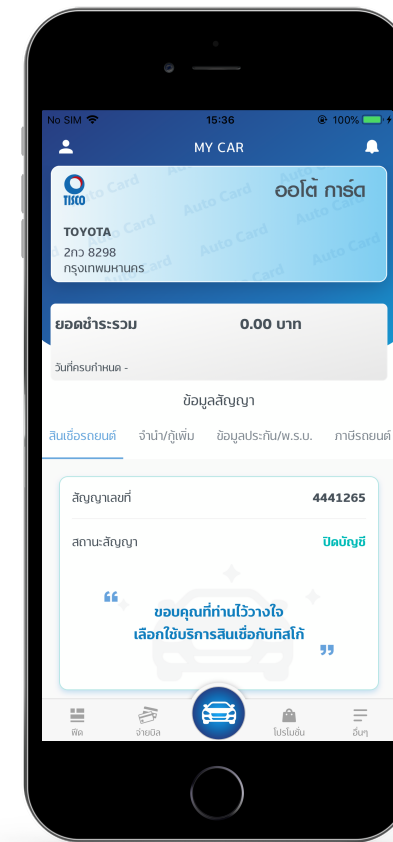 No SIM 15:36 100%
MY CAR
TISCO
ออโต้ การ์ด
TOYOTA
2กว 8298
กรุงเทพมหานคร
Auto Card
ยอดชำระรวม 0.00 บาท
วันที่ครบกำหนด -
ข้อมูลสัญญา
สินเชื่อรถยนต์ จำนำ/กู้เพิ่ม ข้อมูลประกัน/พ.ร.บ. ภาษีรถยนต์
สัญญาเลขที่ 4441265
สถานะสัญญา ปิดบัญชี
“ ขอบคุณที่ท่านไว้วางใจ
เลือกใช้บริการสินเชื่อกับทิสโก้ ”
ฟีด จ่ายบิล โปรโมชั่น อื่นๆ